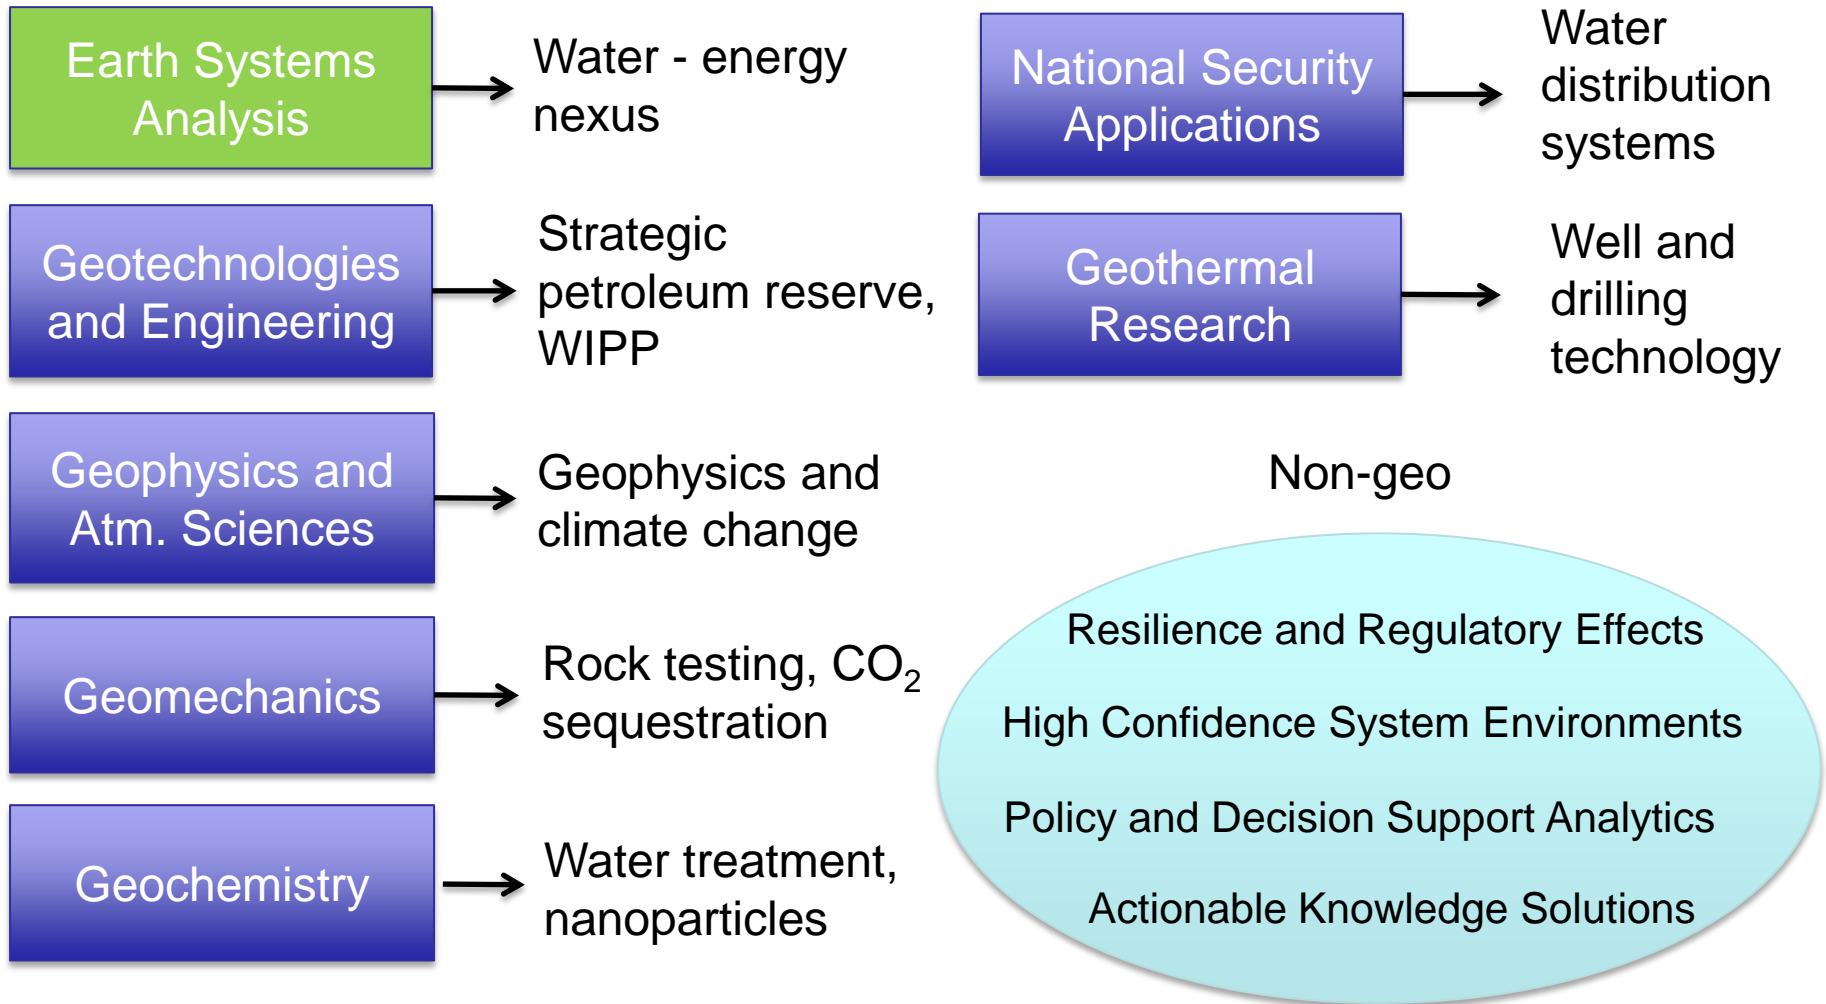 Earth Systems
Analysis
Water - energy
nexus
Geotechnologies
and Engineering
Strategic
petroleum reserve,
WIPP
Geophysics and
Atm. Sciences
Geophysics and
climate change
Geomechanics
Rock testing, CO₂
sequestration
Geochemistry
Water treatment,
nanoparticles
National Security
Applications
Water
distribution
systems
Geothermal
Research
Well and
drilling
technology
Non-geo
Resilience and Regulatory Effects
High Confidence System Environments
Policy and Decision Support Analytics
Actionable Knowledge Solutions